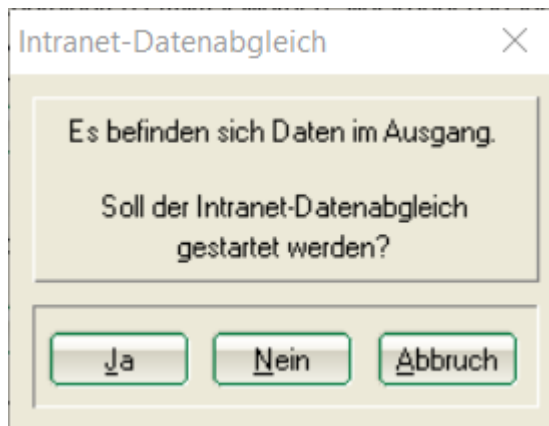 Intranet-Datenabgleich
Es befinden sich Daten im Ausgang.
Soll der Intranet-Datenabgleich
gestartet werden?
Ja
Nein
Abbruch